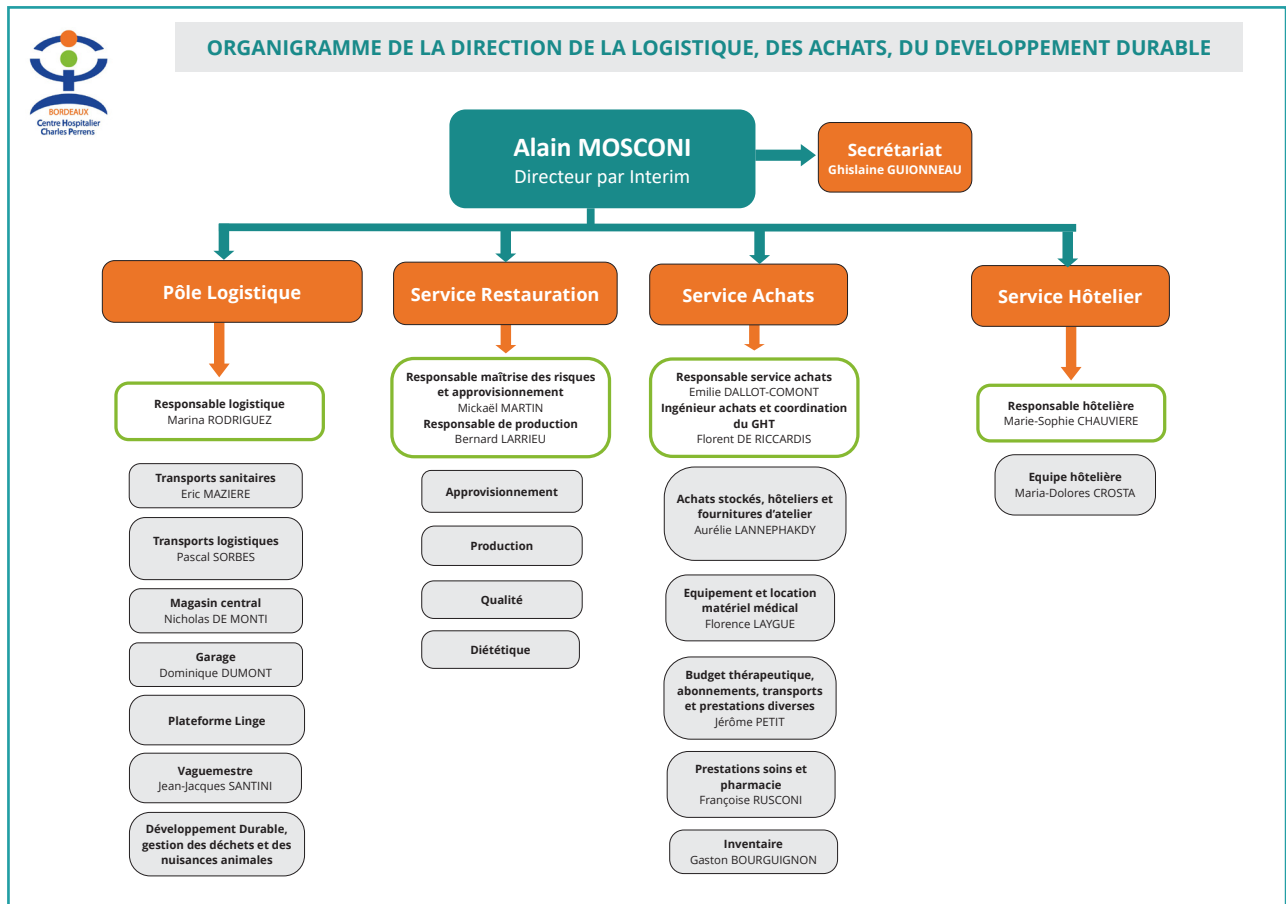 ORGANIGRAMME DE LA DIRECTION DE LA LOGISTIQUE, DES ACHATS, DU DEVELOPPEMENT DURABLE
BORDEAUX
Centre Hospitalier
Charles Perrens
Alain MOSCONI
Directeur par Interim
Secrétariat
Ghislaine GUIONNEAU
Pôle Logistique
Responsable logistique
Marina RODRIGUEZ
Transports sanitaires
Eric MAZIERE
Transports logistiques
Pascal SORBES
Magasin central
Nicholas DE MONTI
Garage
Dominique DUMONT
Plateforme Linge
Vaguemestre
Jean-Jacques SANTINI
Développement Durable,
gestion des déchets et des
nuisances animales
Service Restauration
Responsable maîtrise des risques
et approvisionnement
Mickaël MARTIN
Responsable de production
Bernard LARRIEU
Approvisionnement
Production
Qualité
Diététique
Service Achats
Responsable service achats
Emilie DALLOT-COMONT
Ingénieur achats et coordination
du GHT
Florent DE RICCARDIS
Achats stockés, hôteliers et
fournitures d'atelier
Aurélie LANNEPHAKDY
Equipement et location
matériel médical
Florence LAYGUE
Budget thérapeutique,
abonnements, transports
et prestations diverses
Jérôme PETIT
Prestations soins et
pharmacie
Françoise RUSCONI
Inventaire
Gaston BOURGUIGNON
Service Hôtelier
Responsable hôtelière
Marie-Sophie CHAUVIERE
Equipe hôtelière
Maria-Dolores CROSTA